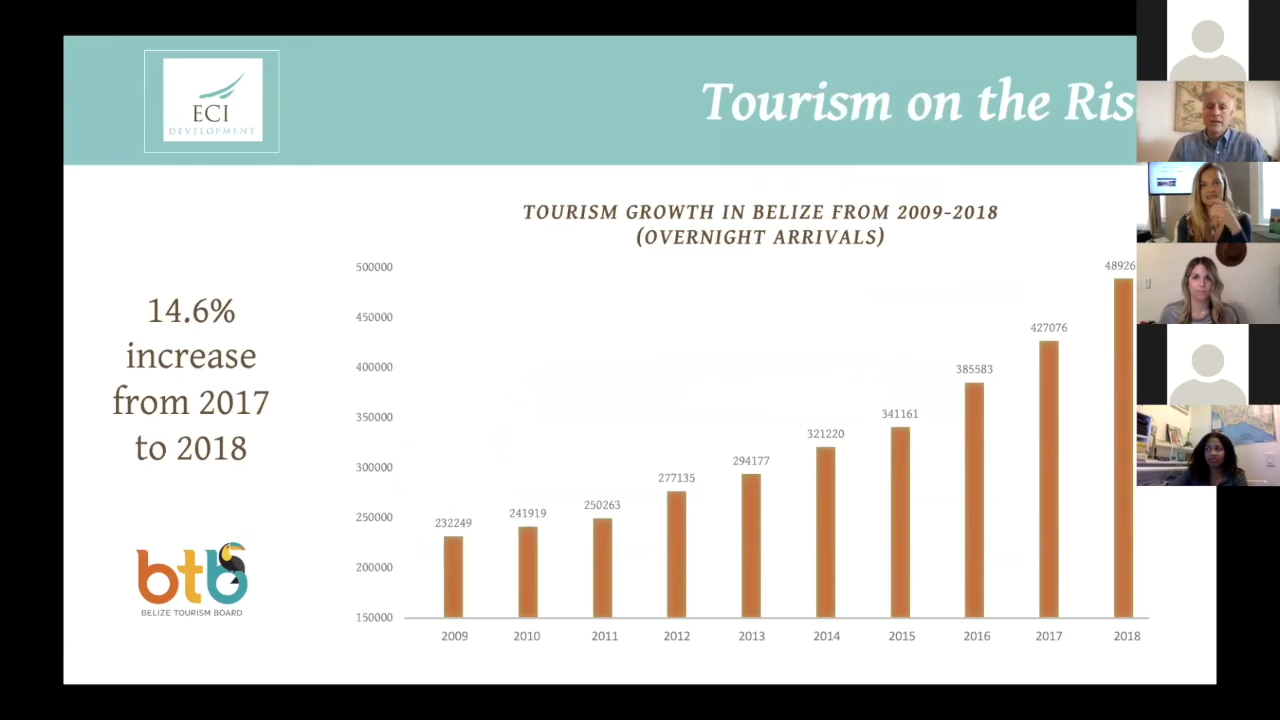 ECI
DEVELOPMENT
Tourism on the Ris
TOURISM GROWTH IN BELIZE FROM 2009-2018
(OVERNIGHT ARRIVALS)
14.6%
increase
from 2017
to 2018
btb
BELIZE TOURISM BOARD
500000
450000
400000
350000
300000
250000
200000
150000
232249
241919
250263
277135
294177
321220
341161
385583
427076
48926
2009
2010
2011
2012
2013
2014
2015
2016
2017
2018